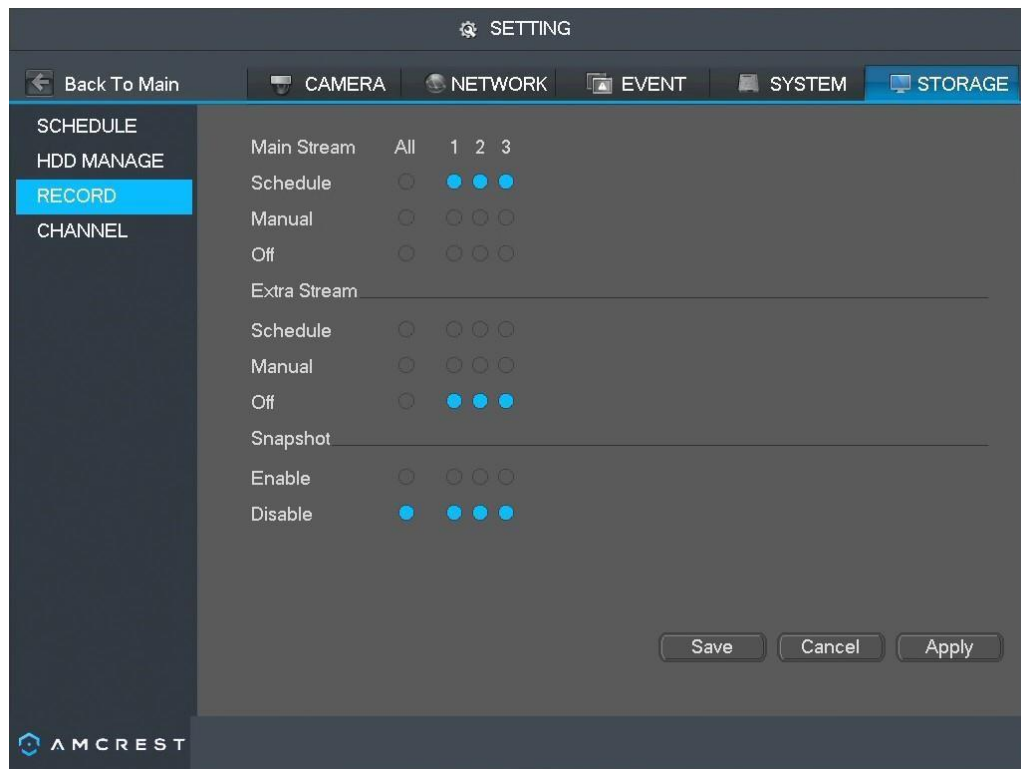 SETTING
Back To Main CAMERA NETWORK EVENT SYSTEM STORAGE
SCHEDULE
HDD MANAGE
RECORD
CHANNEL
Main Stream All 1 2 3
Schedule
Manual
Off
Extra Stream
Schedule
Manual
Off
Snapshot
Enable
Disable
Save Cancel Apply
AMCREST